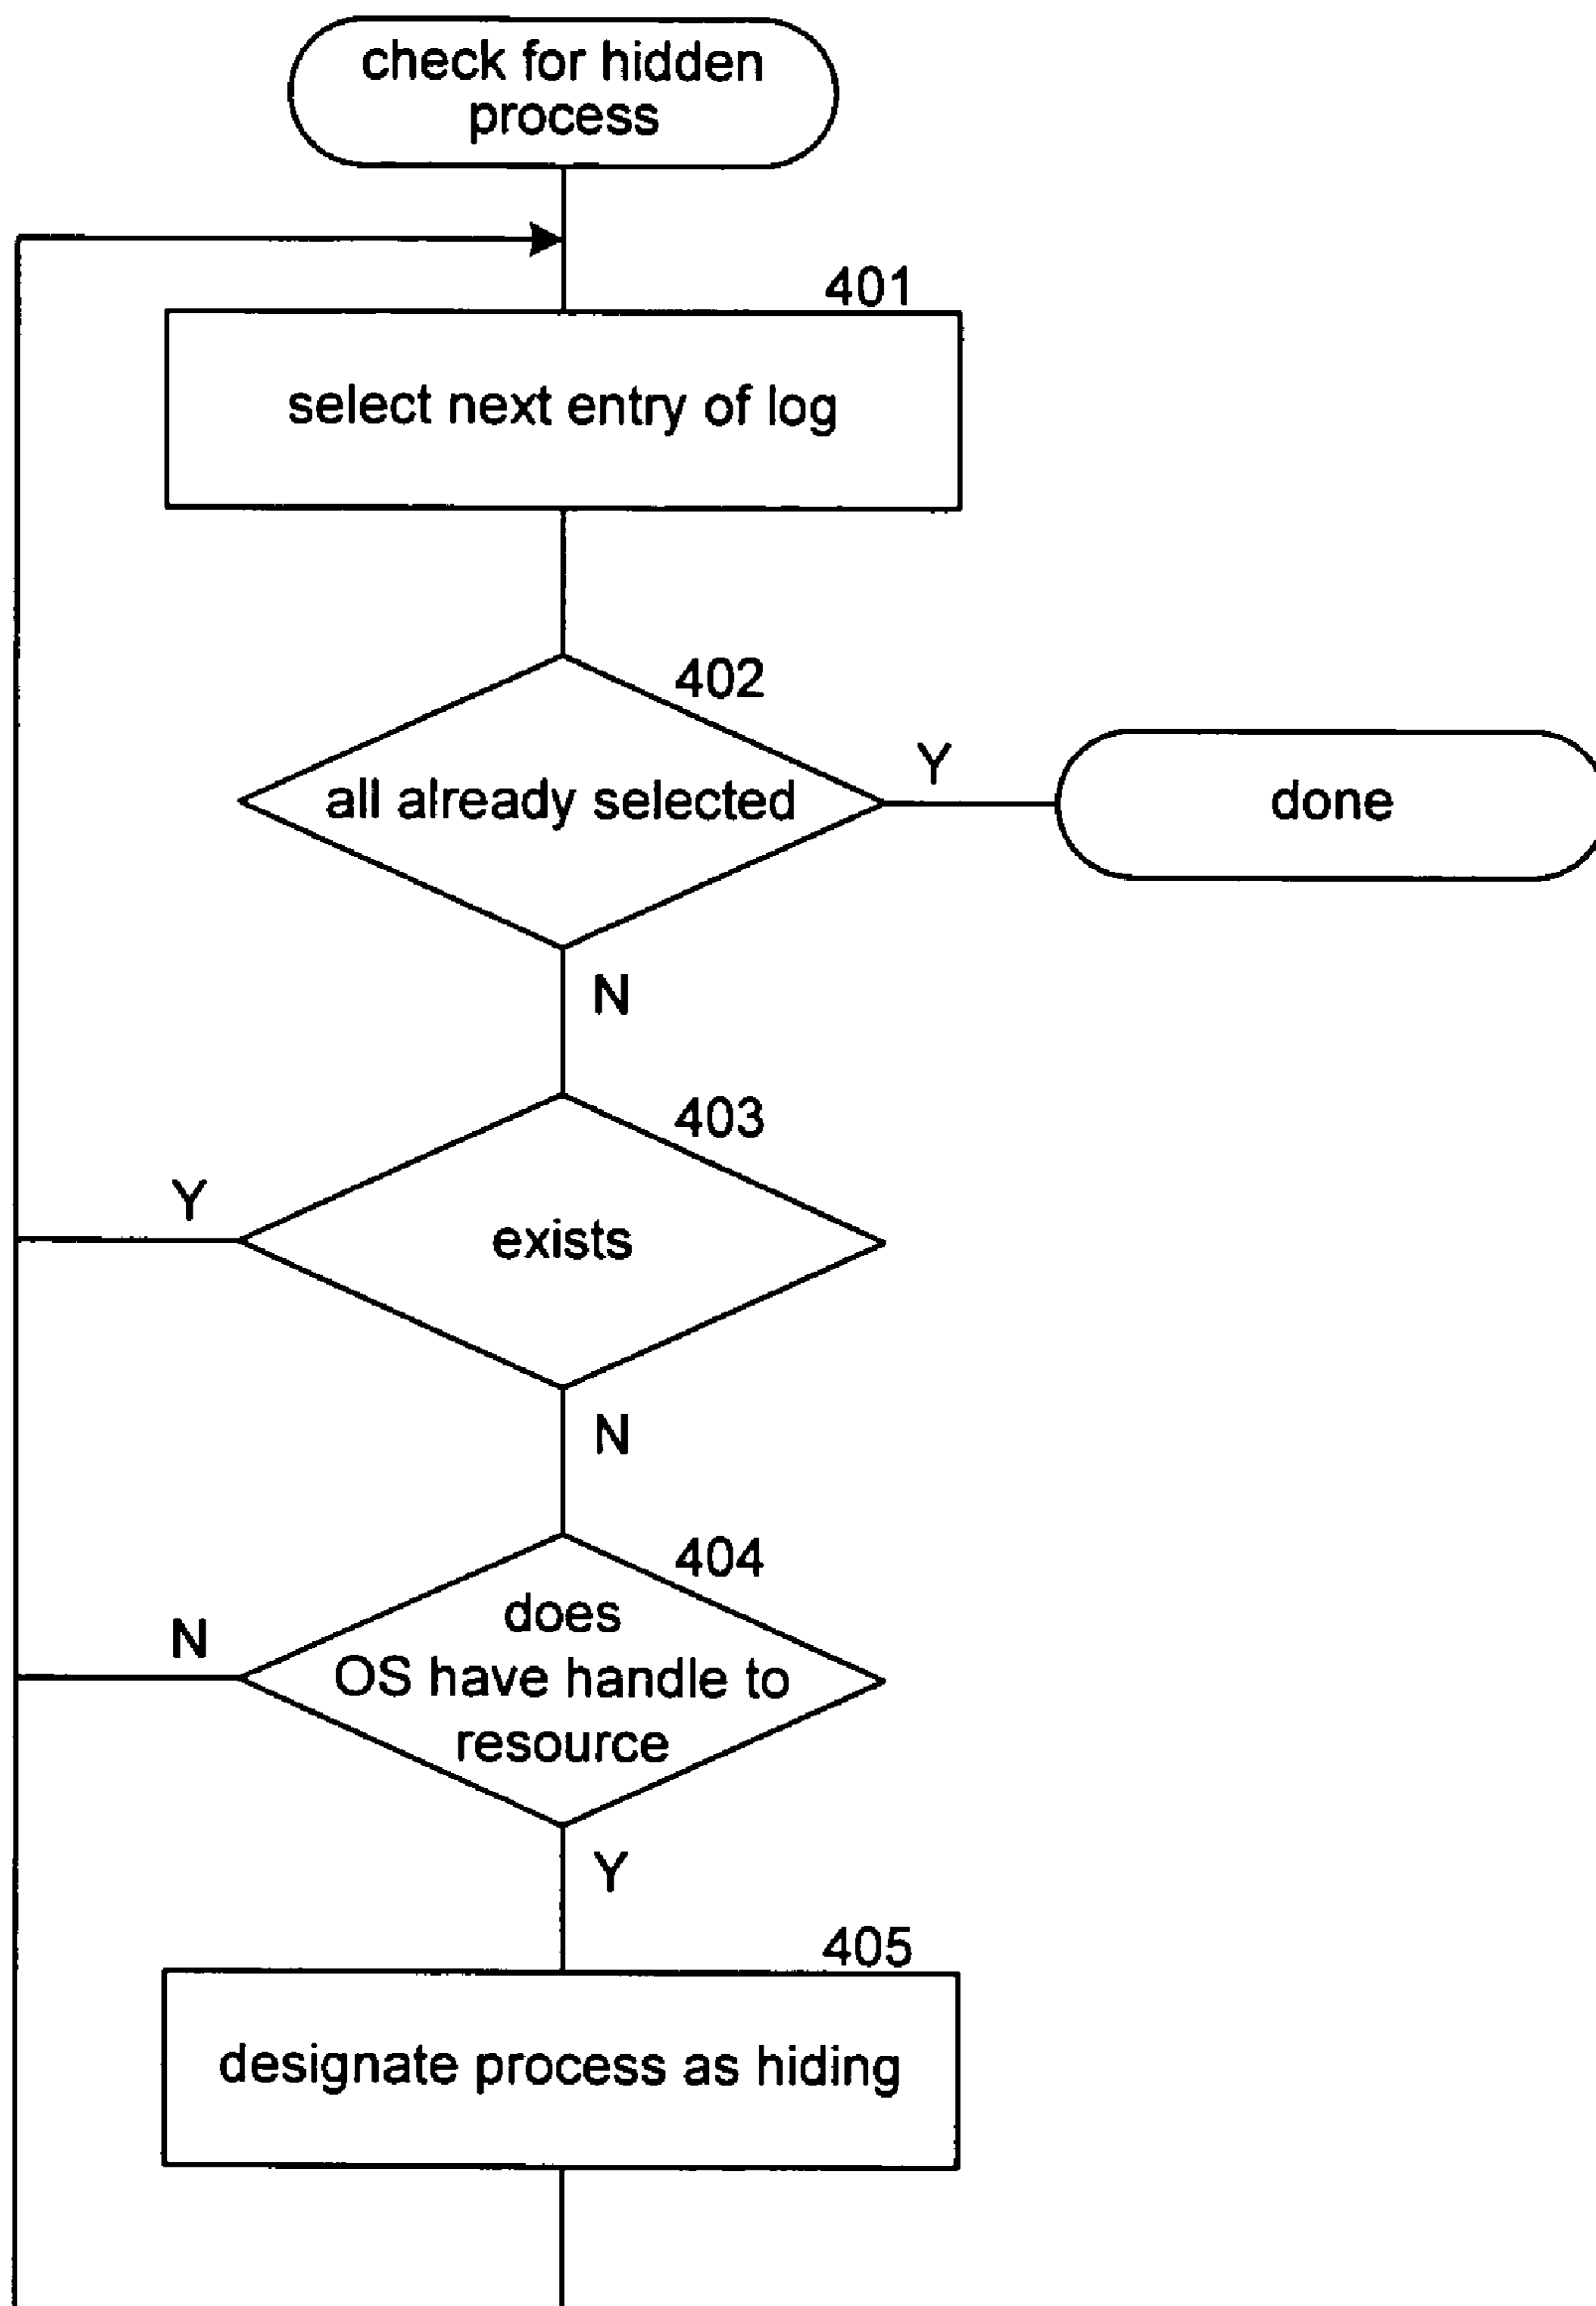 check for hidden
process
401
select next entry of log
402
all already selected
Y
done
N
403
Y
exists
N
404
does
N
OS have handle to
resource
Y
405
designate process as hiding